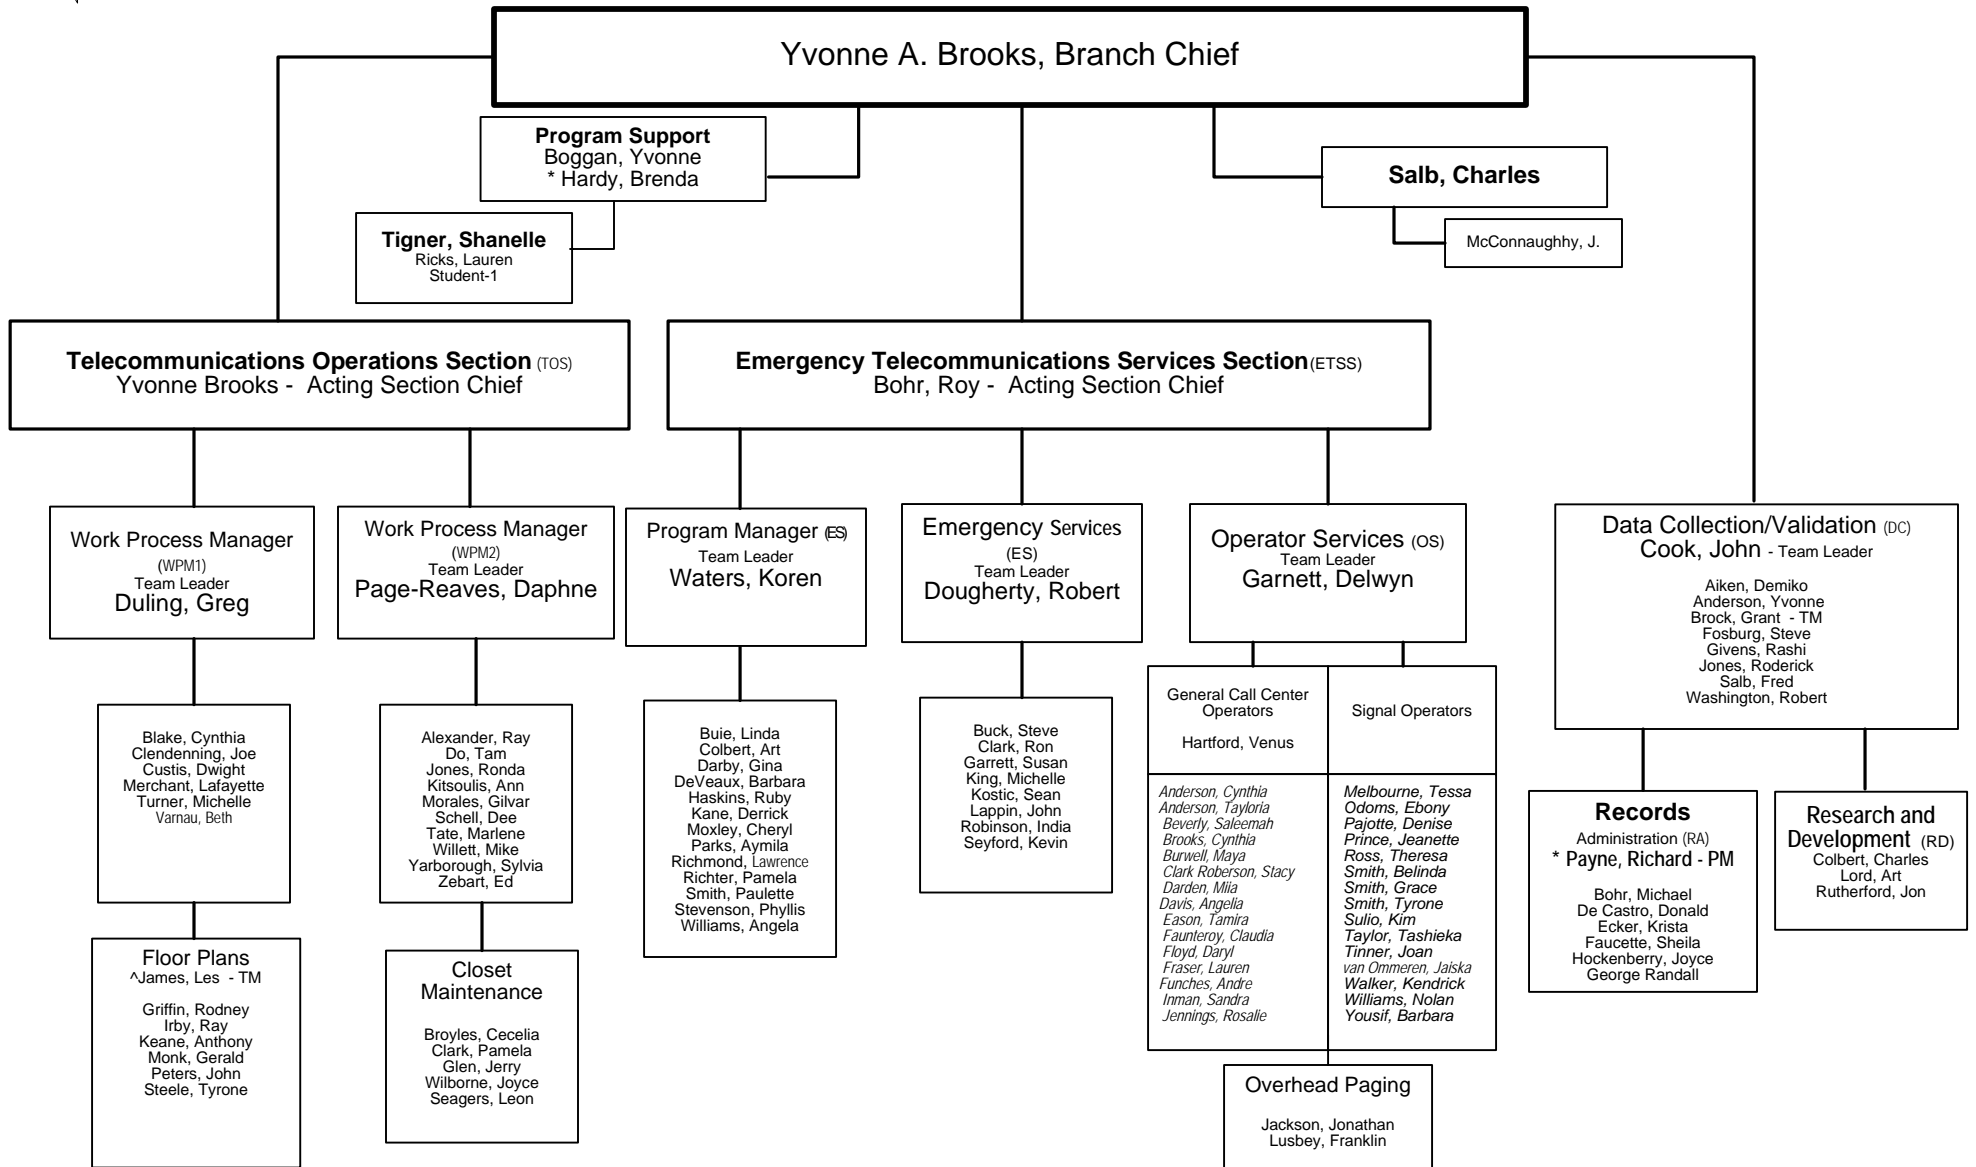 Yvonne A. Brooks, Branch Chief
Program Support
Boggan, Yvonne
* Hardy, Brenda
Tigner, Shanelle
Ricks, Lauren
Student-1
Salb, Charles
McConnaughhy, J.
Telecommunications Operations Section (TOS)
Yvonne Brooks - Acting Section Chief
Emergency Telecommunications Services Section(ETSS)
Bohr, Roy - Acting Section Chief
Work Process Manager
(WPM1)
Team Leader
Duling, Greg
Blake, Cynthia
Clendenning, Joe
Custis, Dwight
Merchant, Lafayette
Turner, Michelle
Varnau, Beth
Floor Plans
^James, Les - TM
Griffin, Rodney
Irby, Ray
Keane, Anthony
Monk, Gerald
Peters, John
Steele, Tyrone
Work Process Manager
(WPM2)
Team Leader
Page-Reaves, Daphne
Alexander, Ray
Do, Tam
Jones, Ronda
Kitsoulis, Ann
Morales, Gilvar
Schell, Dee
Tate, Marlene
Willett, Mike
Yarborough, Sylvia
Zebart, Ed
Closet
Maintenance
Broyles, Cecelia
Clark, Pamela
Glen, Jerry
Wilborne, Joyce
Seagers, Leon
Program Manager (ES)
Team Leader
Waters, Koren
Buie, Linda
Colbert, Art
Darby, Gina
DeVeaux, Barbara
Haskins, Ruby
Kane, Derrick
Moxley, Cheryl
Parks, Aymila
Richmond, Lawrence
Richter, Pamela
Smith, Paulette
Stevenson, Phyllis
Williams, Angela
Emergency Services
(ES)
Team Leader
Dougherty, Robert
Buck, Steve
Clark, Ron
Garrett, Susan
King, Michelle
Kostic, Sean
Lappin, John
Robinson, India
Seyford, Kevin
Operator Services (OS)
Team Leader
Garnett, Delwyn
General Call Center
Operators
Hartford, Venus
Anderson, Cynthia
Anderson, Tayloria
Beverly, Saleemah
Brooks, Cynthia
Burwell, Maya
Clark Roberson, Stacy
Darden, Miia
Davis, Angelia
Eason, Tamira
Faunteroy, Claudia
Floyd, Daryl
Fraser, Lauren
Funches, Andre
Inman, Sandra
Jennings, Rosalie
Signal Operators
Melbourne, Tessa
Odoms, Ebony
Pajotte, Denise
Prince, Jeanette
Ross, Theresa
Smith, Belinda
Smith, Grace
Smith, Tyrone
Sulio, Kim
Taylor, Tashieka
Tinner, Joan
van Ommeren, Jaiska
Walker, Kendrick
Williams, Nolan
Yousif, Barbara
Overhead Paging
Jackson, Jonathan
Lusbey, Franklin
Data Collection/Validation (DC)
Cook, John - Team Leader
Aiken, Demiko
Anderson, Yvonne
Brock, Grant - TM
Fosburg, Steve
Givens, Rashi
Jones, Roderick
Salb, Fred
Washington, Robert
Records
Administration (RA)
* Payne, Richard - PM
Bohr, Michael
De Castro, Donald
Ecker, Krista
Faucette, Sheila
Hockenberry, Joyce
George Randall
Research and
Development (RD)
Colbert, Charles
Lord, Art
Rutherford, Jon